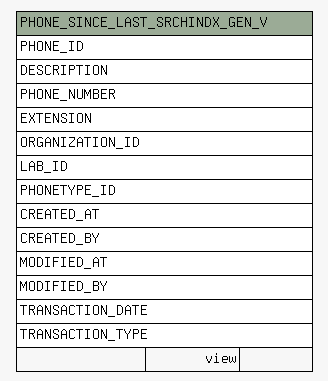 PHONE_SINCE_LAST_SRCHINDX_GEN_V
PHONE_ID
DESCRIPTION
PHONE_NUMBER
EXTENSION
ORGANIZATION_ID
LAB_ID
PHONETYPE_ID
CREATED_AT
CREATED_BY
MODIFIED_AT
MODIFIED_BY
TRANSACTION_DATE
TRANSACTION_TYPE
view